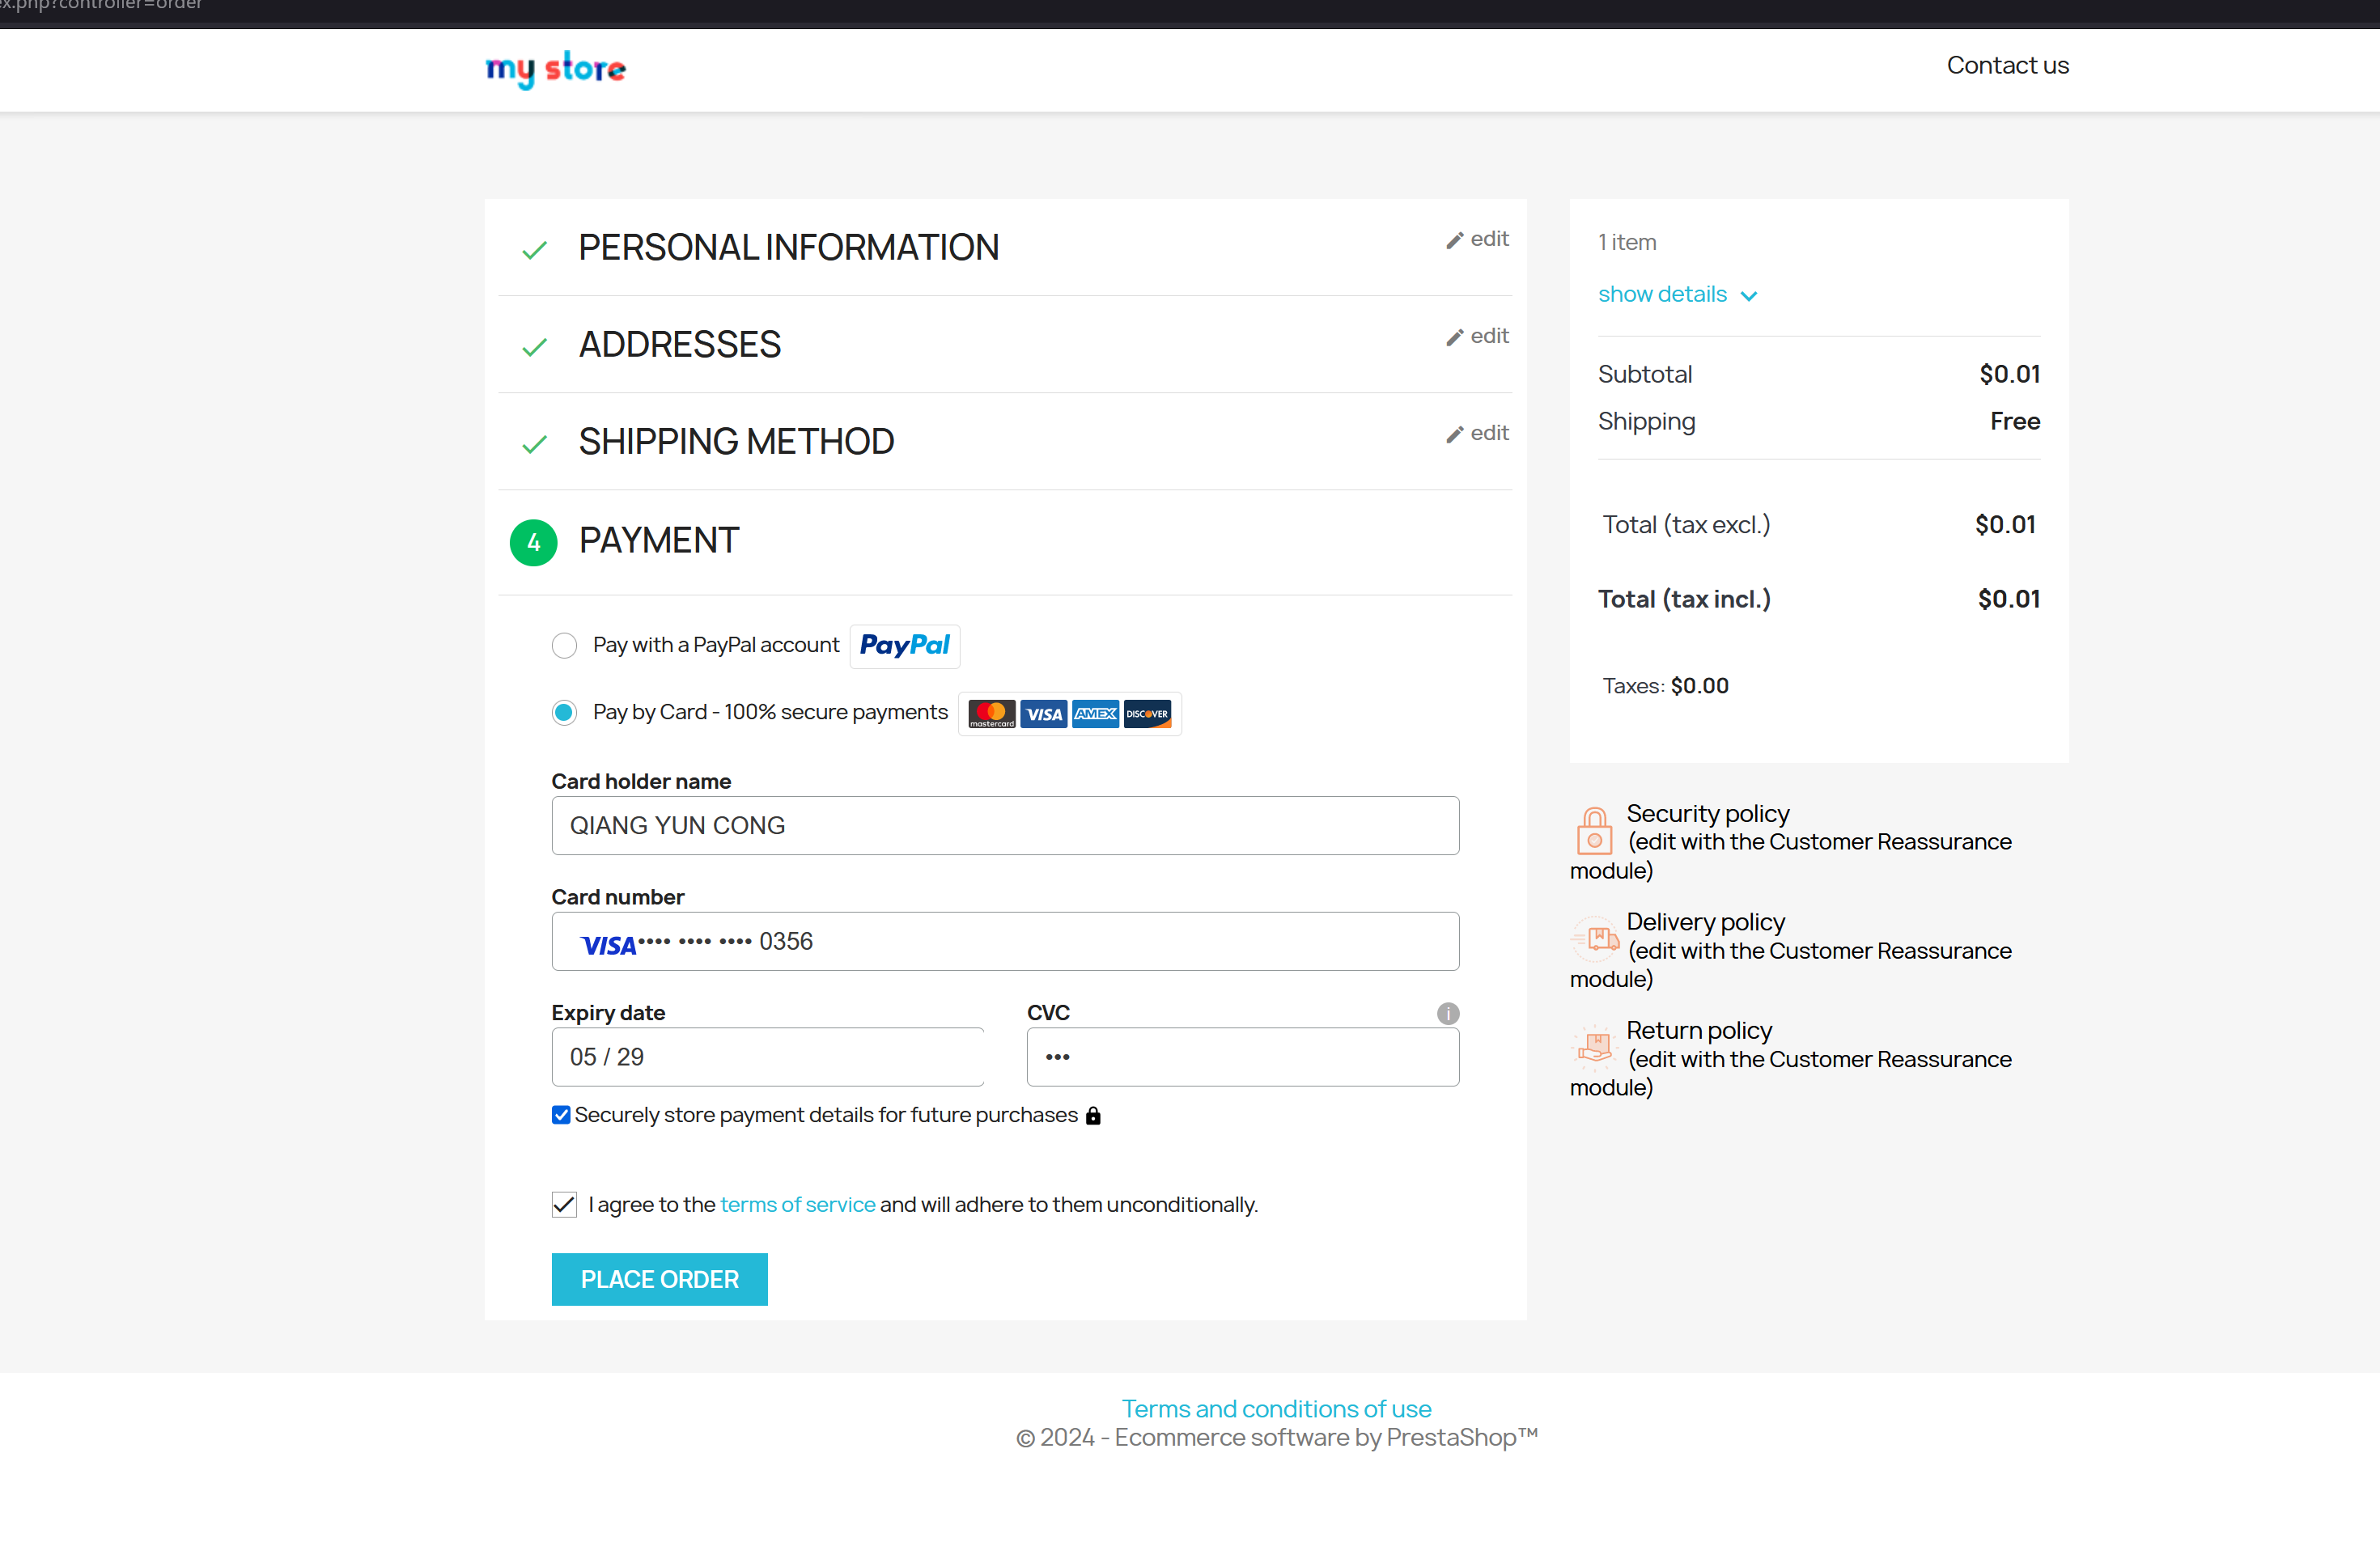 ex.php?controller=order
my store
Contact us
PERSONAL INFORMATION
edit
ADDRESSES
edit
SHIPPING METHOD
edit
4 PAYMENT
Pay with a PayPal account PayPal
Pay by Card - 100% secure payments mastercard VISA AMEX DISCOVER
Card holder name
QIANG YUN CONG
Card number
VISA •••• •••• •••• 0356
Expiry date
05 / 29
CVC
•••
Securely store payment details for future purchases
I agree to the terms of service and will adhere to them unconditionally.
PLACE ORDER
1 item
show details
Subtotal $0.01
Shipping Free
Total (tax excl.) $0.01
Total (tax incl.) $0.01
Taxes: $0.00
Security policy
(edit with the Customer Reassurance
module)
Delivery policy
(edit with the Customer Reassurance
module)
Return policy
(edit with the Customer Reassurance
module)
Terms and conditions of use
© 2024 - Ecommerce software by PrestaShop™